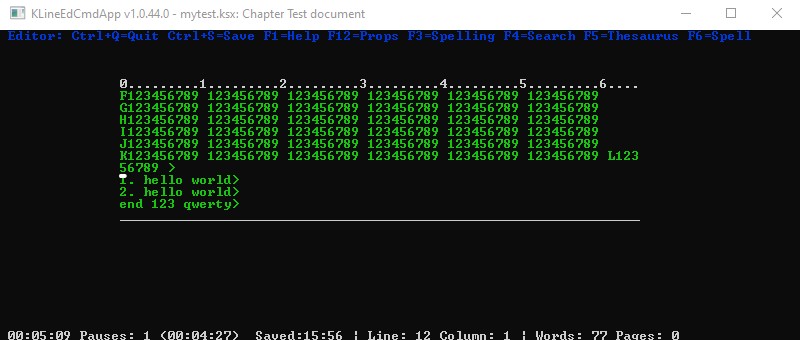 KLineEdCmdApp v1.0.44.0 - mytest.ksx: Chapter Test document
Editor: Ctrl+Q=Quit Ctrl+S=Save F1=Help F12=Props F3=Spelling F4=Search F5=Thesaurus F6=Spell
0.........1.........2.........3.........4.........5.........6....
F123456789 123456789 123456789 123456789 123456789 123456789
G123456789 123456789 123456789 123456789 123456789 123456789
H123456789 123456789 123456789 123456789 123456789 123456789
I123456789 123456789 123456789 123456789 123456789 123456789
J123456789 123456789 123456789 123456789 123456789 123456789
K123456789 123456789 123456789 123456789 123456789 123456789 L123
56789 >
1. hello world>
2. hello world>
end 123 qwerty>
00:05:09 Pauses: 1 (00:04:27) Saved:15:56 | Line: 12 Column: 1 | Words: 77 Pages: 0